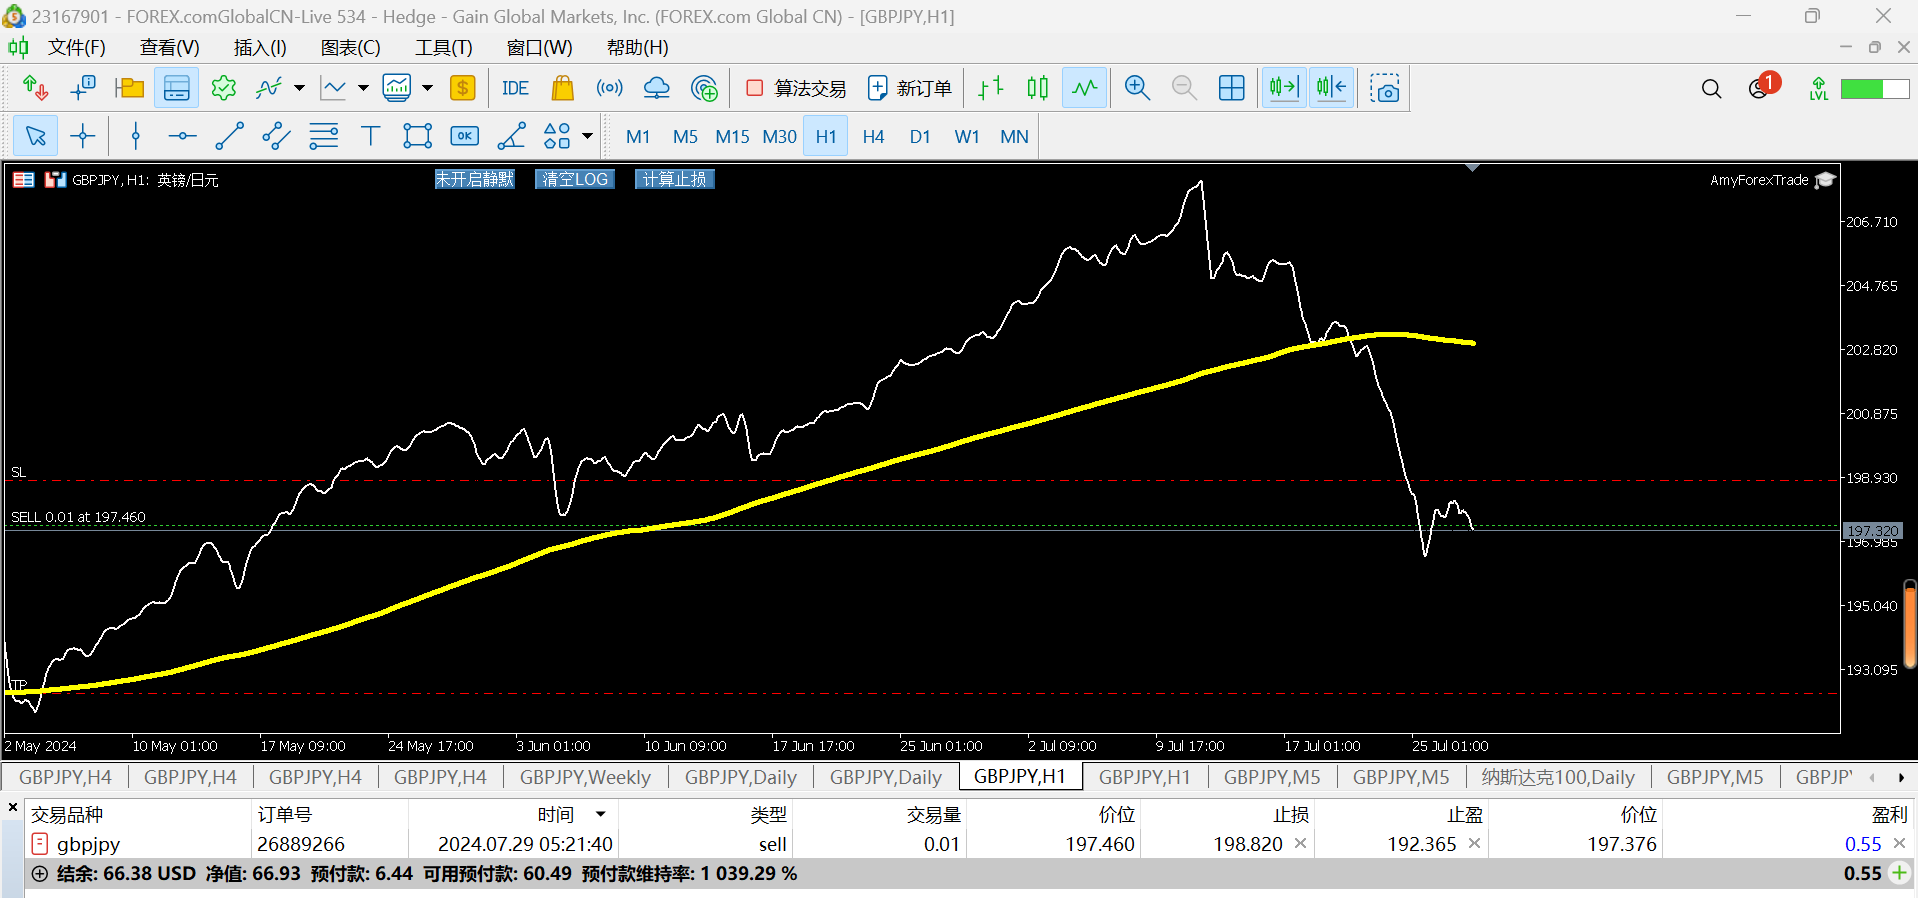 23167901 - FOREX.comGlobalCN-Live 534 - Hedge - Gain Global Markets, Inc. (FOREX.com Global CN) - [GBPJPY,H1]
文件(F) 查看(V) 插入(I) 图表(C) 工具(T) 窗口(W) 帮助(H)
IDE 算法交易 新订单 1 LVL
OK M1 M5 M15 M30 H1 H4 D1 W1 MN
GBPJPY, H1: 英镑/日元 未开启静默 清空LOG 计算止损 AmyForexTrade
206.710
204.765
202.820
200.875
SL
198.930
SELL 0.01 at 197.460
197.320
196.985
195.040
193.095
TP
2 May 2024 10 May 01:00 17 May 09:00 24 May 17:00 3 Jun 01:00 10 Jun 09:00 17 Jun 17:00 25 Jun 01:00 2 Jul 09:00 9 Jul 17:00 17 Jul 01:00 25 Jul 01:00
GBPJPY,H4 GBPJPY,H4 GBPJPY,H4 GBPJPY,H4 GBPJPY,Weekly GBPJPY,Daily GBPJPY,Daily GBPJPY,H1 GBPJPY,H1 GBPJPY,M5 GBPJPY,M5 纳斯达克100,Daily GBPJPY,M5
交易品种 订单号 时间 类型 交易量 价位 止损 止盈 价位 盈利
gbpjpy 26889266 2024.07.29 05:21:40 sell 0.01 197.460 198.820 192.365 197.376 0.55
结余: 66.38 USD 净值: 66.93 预付款: 6.44 可用预付款: 60.49 预付款维持率: 1 039.29 % 0.55